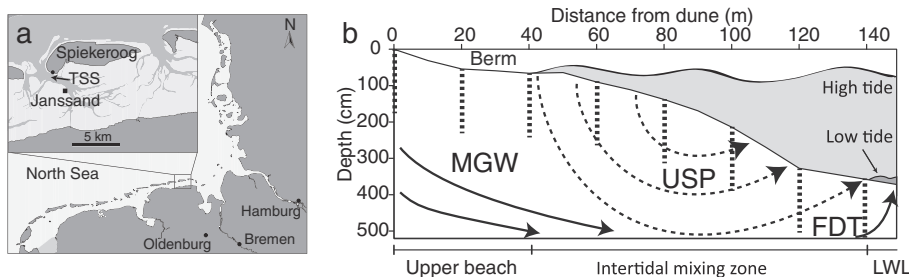 a
N
Spiekeroog
TSS
Janssand
5 km
North Sea
Hamburg
Oldenburg
Bremen
b
Distance from dune (m)
0 20 40 60 80 100 120 140
Depth (cm)
0
100
200
300
400
500
Berm
High tide
Low tide
MGW
USP
FDT
Upper beach
Intertidal mixing zone
LWL